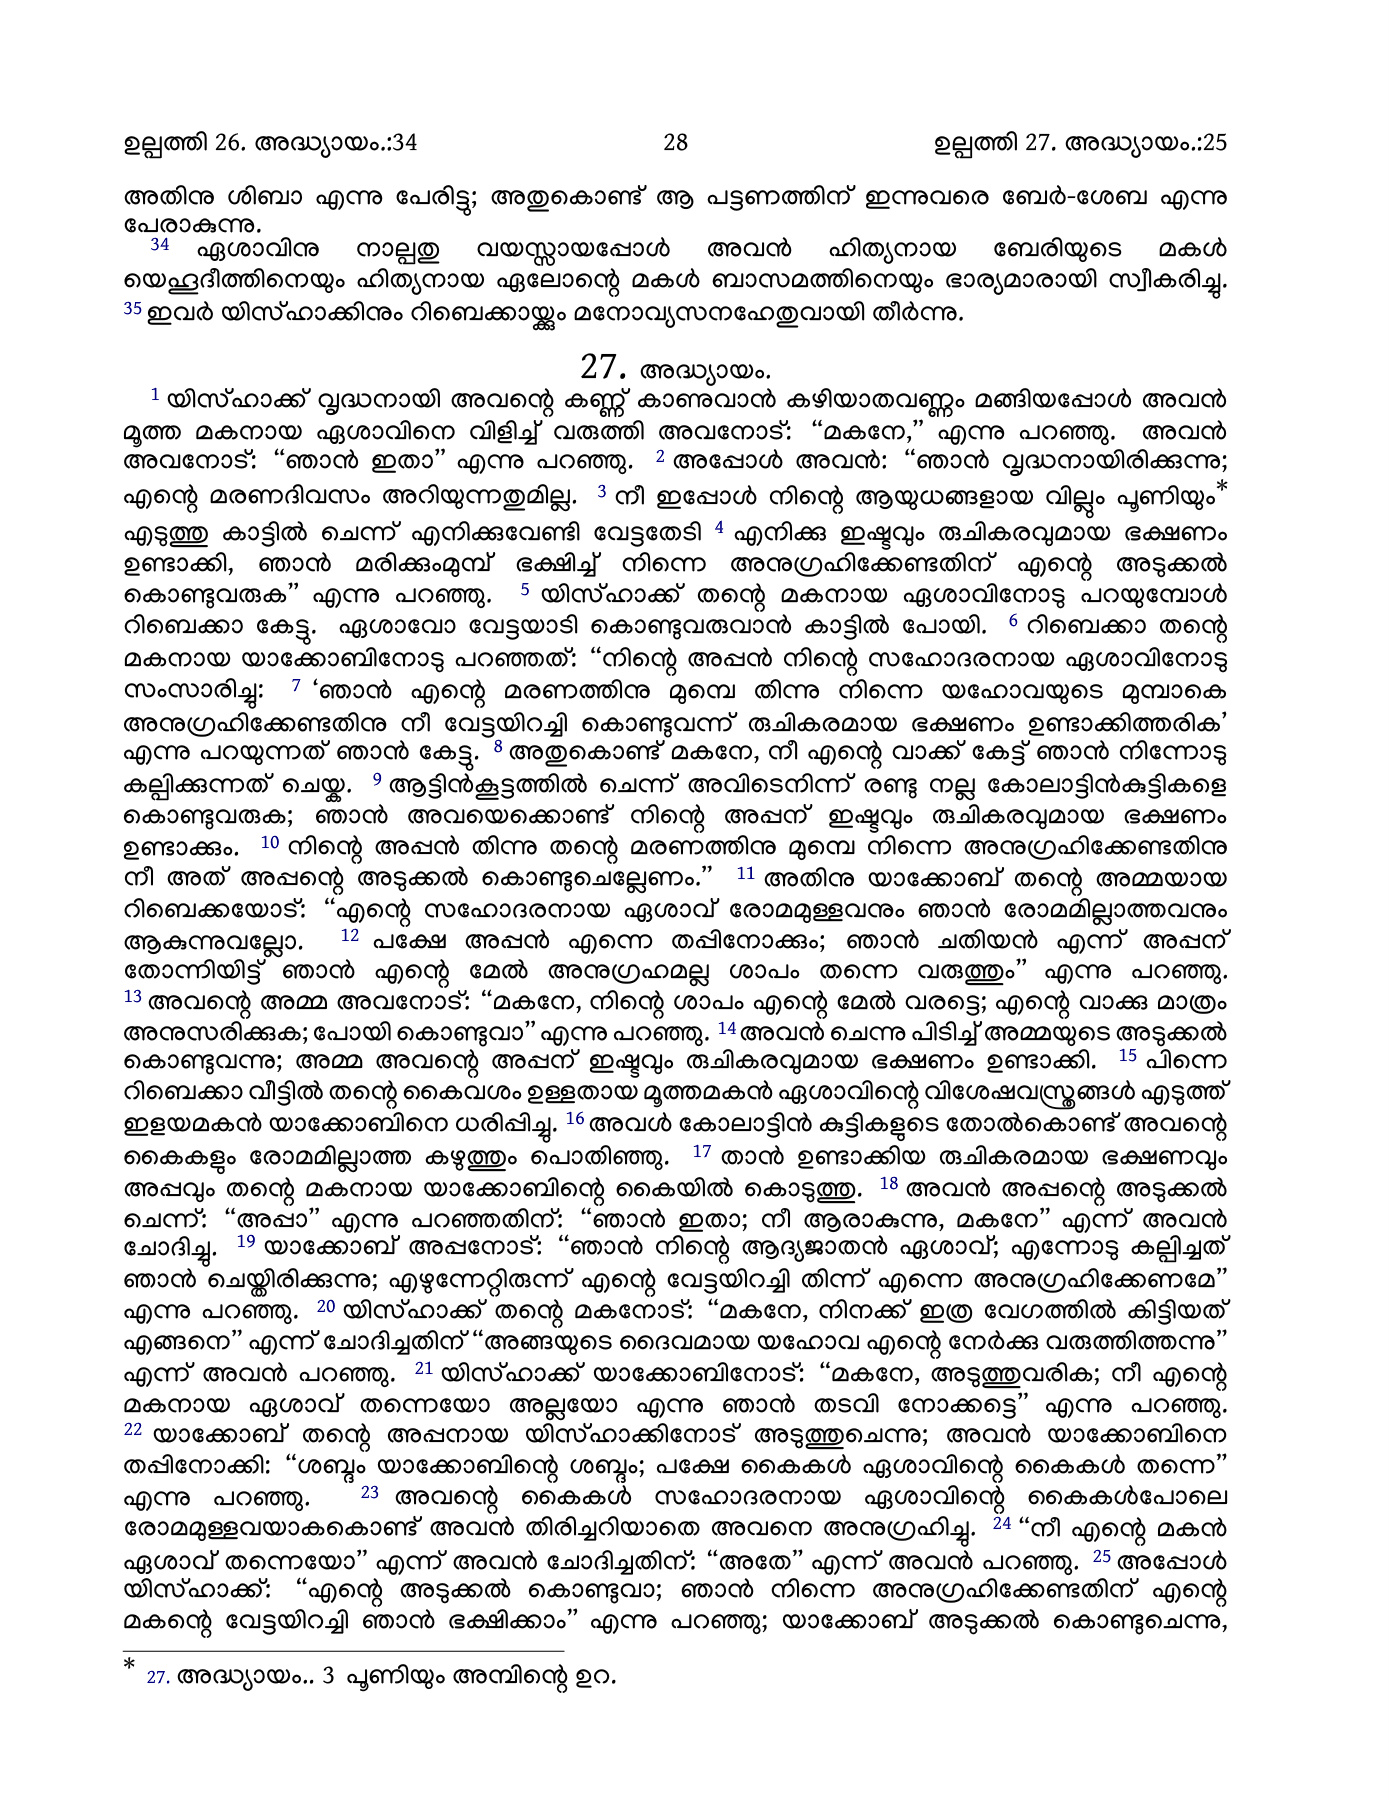 ഉല്പത്തി 26. അദ്ധ്യായം.:34 28 ഉല്പത്തി 27. അദ്ധ്യായം.:25
അതിനു ശിബാ എന്നു പേരിട്ടു; അതുകൊണ്ട് ആ പട്ടണത്തിന് ഇന്നുവരെ ബേർ-ശേബ എന്നു
പേരാകുന്നു.
34 ഏശാവിനു നാല്പതു വയസ്സായപ്പോൾ അവൻ ഹിത്യനായ ബേരിയുടെ മകൾ
യെഹൂദീത്തിനെയും ഹിത്യനായ ഏലോന്റെ മകൾ ബാസമത്തിനെയും ഭാര്യമാരായി സ്വീകരിച്ചു.
35 ഇവർ യിസ്ഹാക്കിനും റിബെക്കായ്ക്കും മനോവ്യസനഹേതുവായി തീർന്നു.
27. അദ്ധ്യായം.
1 യിസ്ഹാക്ക് വൃദ്ധനായി അവന്റെ കണ്ണ് കാണുവാൻ കഴിയാതവണ്ണം മങ്ങിയപ്പോൾ അവൻ
മൂത്ത മകനായ ഏശാവിനെ വിളിച്ച് വരുത്തി അവനോട്: “മകനേ,” എന്നു പറഞ്ഞു. അവൻ
അവനോട്: “ഞാൻ ഇതാ” എന്നു പറഞ്ഞു. 2 അപ്പോൾ അവൻ: “ഞാൻ വൃദ്ധനായിരിക്കുന്നു;
എന്റെ മരണദിവസം അറിയുന്നതുമില്ല. 3 നീ ഇപ്പോൾ നിന്റെ ആയുധങ്ങളായ വില്ലും പൂണിയും*
എടുത്തു കാട്ടിൽ ചെന്ന് എനിക്കുവേണ്ടി വേട്ടതേടി 4 എനിക്കു ഇഷ്ടവും രുചികരവുമായ ഭക്ഷണം
ഉണ്ടാക്കി, ഞാൻ മരിക്കുംമുമ്പ് ഭക്ഷിച്ച് നിന്നെ അനുഗ്രഹിക്കേണ്ടതിന് എന്റെ അടുക്കൽ
കൊണ്ടുവരുക” എന്നു പറഞ്ഞു. 5 യിസ്ഹാക്ക് തന്റെ മകനായ ഏശാവിനോടു പറയുമ്പോൾ
റിബെക്കാ കേട്ടു. ഏശാവോ വേട്ടയാടി കൊണ്ടുവരുവാൻ കാട്ടിൽ പോയി. 6 റിബെക്കാ തന്റെ
മകനായ യാക്കോബിനോടു പറഞ്ഞത്: “നിന്റെ അപ്പൻ നിന്റെ സഹോദരനായ ഏശാവിനോടു
സംസാരിച്ചു: 7 ‘ഞാൻ എന്റെ മരണത്തിനു മുമ്പെ തിന്നു നിന്നെ യഹോവയുടെ മുമ്പാകെ
അനുഗ്രഹിക്കേണ്ടതിനു നീ വേട്ടയിറച്ചി കൊണ്ടുവന്ന് രുചികരമായ ഭക്ഷണം ഉണ്ടാക്കിത്തരിക’
എന്നു പറയുന്നത് ഞാൻ കേട്ടു. 8 അതുകൊണ്ട് മകനേ, നീ എന്റെ വാക്ക് കേട്ട് ഞാൻ നിന്നോടു
കല്പിക്കുന്നത് ചെയ്ക. 9 ആട്ടിൻകൂട്ടത്തിൽ ചെന്ന് അവിടെനിന്ന് രണ്ടു നല്ല കോലാട്ടിൻകുട്ടികളെ
കൊണ്ടുവരുക; ഞാൻ അവയെക്കൊണ്ട് നിന്റെ അപ്പന് ഇഷ്ടവും രുചികരവുമായ ഭക്ഷണം
ഉണ്ടാക്കും. 10 നിന്റെ അപ്പൻ തിന്നു തന്റെ മരണത്തിനു മുമ്പെ നിന്നെ അനുഗ്രഹിക്കേണ്ടതിനു
നീ അത് അപ്പന്റെ അടുക്കൽ കൊണ്ടുചെല്ലേണം.” 11 അതിനു യാക്കോബ് തന്റെ അമ്മയായ
റിബെക്കയോട്: “എന്റെ സഹോദരനായ ഏശാവ് രോമമുള്ളവനും ഞാൻ രോമമില്ലാത്തവനും
ആകുന്നുവല്ലോ. 12 പക്ഷേ അപ്പൻ എന്നെ തപ്പിനോക്കും; ഞാൻ ചതിയൻ എന്ന് അപ്പന്
തോന്നിയിട്ട് ഞാൻ എന്റെ മേൽ അനുഗ്രഹമല്ല ശാപം തന്നെ വരുത്തും” എന്നു പറഞ്ഞു.
13 അവന്റെ അമ്മ അവനോട്: “മകനേ, നിന്റെ ശാപം എന്റെ മേൽ വരട്ടെ; എന്റെ വാക്കു മാത്രം
അനുസരിക്കുക; പോയി കൊണ്ടുവാ” എന്നു പറഞ്ഞു. 14 അവൻ ചെന്നു പിടിച്ച് അമ്മയുടെ അടുക്കൽ
കൊണ്ടുവന്നു; അമ്മ അവന്റെ അപ്പന് ഇഷ്ടവും രുചികരവുമായ ഭക്ഷണം ഉണ്ടാക്കി. 15 പിന്നെ
റിബെക്കാ വീട്ടിൽ തന്റെ കൈവശം ഉള്ളതായ മൂത്തമകൻ ഏശാവിന്റെ വിശേഷവസ്ത്രങ്ങൾ എടുത്ത്
ഇളയമകൻ യാക്കോബിനെ ധരിപ്പിച്ചു. 16 അവൾ കോലാട്ടിൻ കുട്ടികളുടെ തോൽകൊണ്ട് അവന്റെ
കൈകളും രോമമില്ലാത്ത കഴുത്തും പൊതിഞ്ഞു. 17 താൻ ഉണ്ടാക്കിയ രുചികരമായ ഭക്ഷണവും
അപ്പവും തന്റെ മകനായ യാക്കോബിന്റെ കൈയിൽ കൊടുത്തു. 18 അവൻ അപ്പന്റെ അടുക്കൽ
ചെന്ന്: “അപ്പാ” എന്നു പറഞ്ഞതിന്: “ഞാൻ ഇതാ; നീ ആരാകുന്നു, മകനേ” എന്ന് അവൻ
ചോദിച്ചു. 19 യാക്കോബ് അപ്പനോട്: “ഞാൻ നിന്റെ ആദ്യജാതൻ ഏശാവ്; എന്നോടു കല്പിച്ചത്
ഞാൻ ചെയ്തിരിക്കുന്നു; എഴുന്നേറ്റിരുന്ന് എന്റെ വേട്ടയിറച്ചി തിന്ന് എന്നെ അനുഗ്രഹിക്കേണമേ”
എന്നു പറഞ്ഞു. 20 യിസ്ഹാക്ക് തന്റെ മകനോട്: “മകനേ, നിനക്ക് ഇത്ര വേഗത്തിൽ കിട്ടിയത്
എങ്ങനെ” എന്ന് ചോദിച്ചതിന് “അങ്ങയുടെ ദൈവമായ യഹോവ എന്റെ നേർക്കു വരുത്തിത്തന്നു”
എന്ന് അവൻ പറഞ്ഞു. 21 യിസ്ഹാക്ക് യാക്കോബിനോട്: “മകനേ, അടുത്തുവരിക; നീ എന്റെ
മകനായ ഏശാവ് തന്നെയോ അല്ലയോ എന്നു ഞാൻ തടവി നോക്കട്ടെ” എന്നു പറഞ്ഞു.
22 യാക്കോബ് തന്റെ അപ്പനായ യിസ്ഹാക്കിനോട് അടുത്തുചെന്നു; അവൻ യാക്കോബിനെ
തപ്പിനോക്കി: “ശബ്ദം യാക്കോബിന്റെ ശബ്ദം; പക്ഷേ കൈകൾ ഏശാവിന്റെ കൈകൾ തന്നെ”
എന്നു പറഞ്ഞു. 23 അവന്റെ കൈകൾ സഹോദരനായ ഏശാവിന്റെ കൈകൾപോലെ
രോമമുള്ളവയാകകൊണ്ട് അവൻ തിരിച്ചറിയാതെ അവനെ അനുഗ്രഹിച്ചു. 24 “നീ എന്റെ മകൻ
ഏശാവ് തന്നെയോ” എന്ന് അവൻ ചോദിച്ചതിന്: “അതേ” എന്ന് അവൻ പറഞ്ഞു. 25 അപ്പോൾ
യിസ്ഹാക്ക്: “എന്റെ അടുക്കൽ കൊണ്ടുവാ; ഞാൻ നിന്നെ അനുഗ്രഹിക്കേണ്ടതിന് എന്റെ
മകന്റെ വേട്ടയിറച്ചി ഞാൻ ഭക്ഷിക്കാം” എന്നു പറഞ്ഞു; യാക്കോബ് അടുക്കൽ കൊണ്ടുചെന്നു,
* 27. അദ്ധ്യായം.. 3 പൂണിയും അമ്പിന്റെ ഉറ.